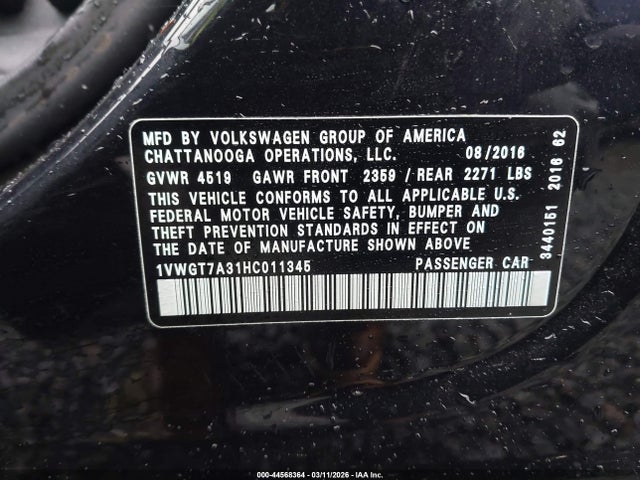 MFD BY VOLKSWAGEN GROUP OF AMERICA
CHATTANOOGA OPERATIONS, LLC. 08/2016
GVWR 4519 GAWR FRONT 2359 / REAR 2271 LBS
THIS VEHICLE CONFORMS TO ALL APPLICABLE U.S.
FEDERAL MOTOR VEHICLE SAFETY, BUMPER AND
THEFT PREVENTION STANDARDS IN EFFECT ON
THE DATE OF MANUFACTURE SHOWN ABOVE
1VWGT7A31HC011345 PASSENGER CAR
3440151 2016 62
000-44568364 | 03/11/2026 | IAA Inc.